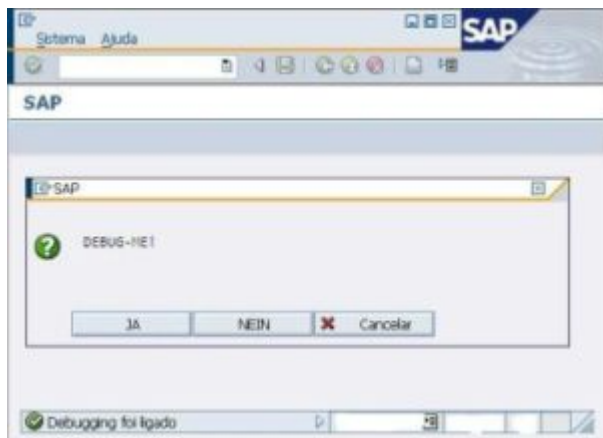 Sistema Ajuda
SAP
SAP
SAP
DEBUG-ME!
JA NEIN Cancelar
Debugging foi ligado